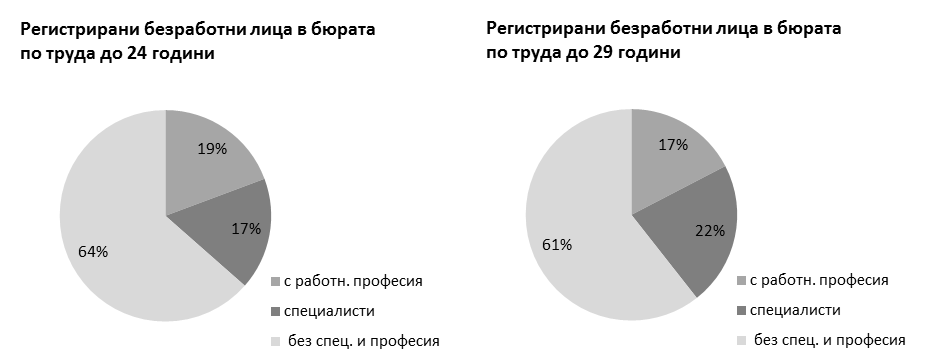 Регистрирани безработни лица в бюрата
по труда до 24 години
19%
17%
64%
с работн. професия
специалисти
без спец. и професия
Регистрирани безработни лица в бюрата
по труда до 29 години
17%
22%
61%
с работн. професия
специалисти
без спец. и професия